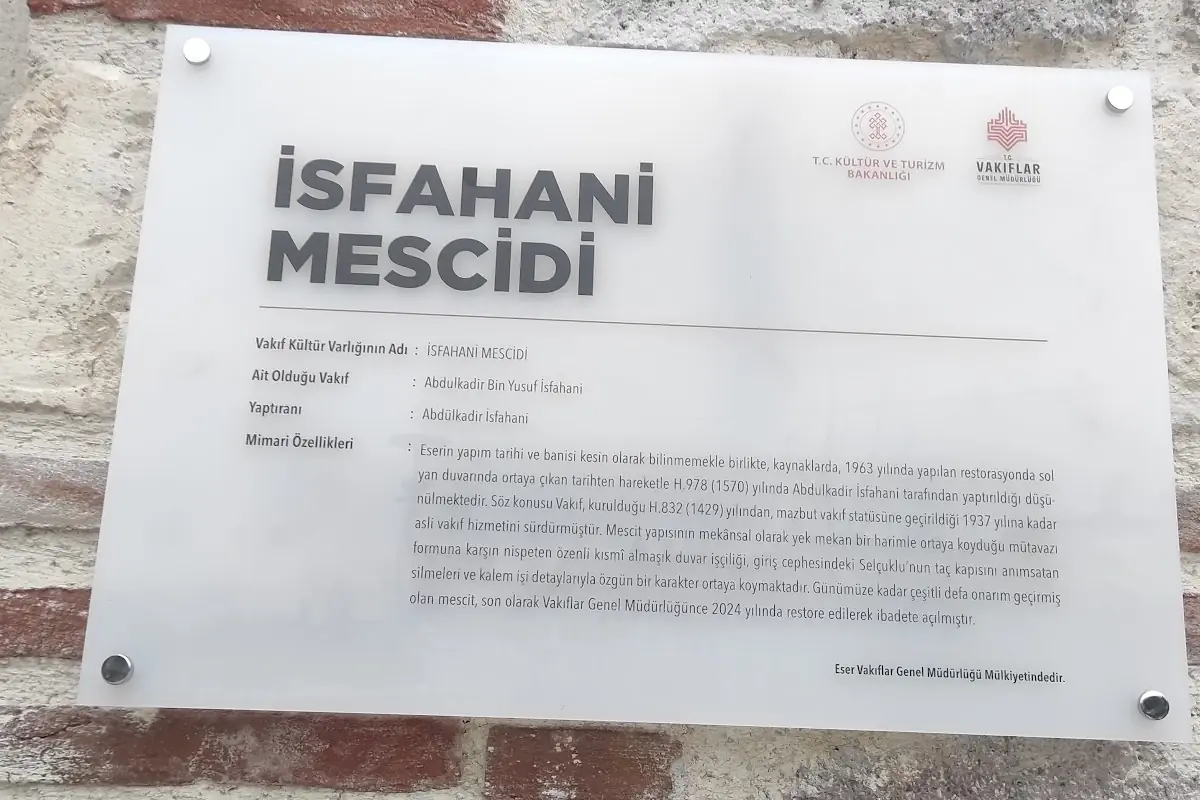 T.C. KÜLTÜR VE TURİZM
BAKANLIĞI
T.C.
VAKIFLAR
GENEL MÜDÜRLÜĞÜ
İSFAHANİ
MESCİDİ
Vakıf Kültür Varlığının Adı : İSFAHANİ MESCİDİ
Ait Olduğu Vakıf : Abdulkadir Bin Yusuf İsfahani
Yaptıranı : Abdülkadir İsfahani
Mimari Özellikleri : Eserin yapım tarihi ve banisi kesin olarak bilinmemekle birlikte, kaynaklarda, 1963 yılında yapılan restorasyonda sol
yan duvarında ortaya çıkan tarihten hareketle H.978 (1570) yılında Abdulkadir İsfahani tarafından yaptırıldığı düşü-
nülmektedir. Söz konusu Vakıf, kurulduğu H.832 (1429) yılından, mazbut vakıf statüsüne geçirildiği 1937 yılına kadar
asli vakıf hizmetini sürdürmüştür. Mescit yapısının mekânsal olarak yek mekan bir harimle ortaya koyduğu mütavazı
formuna karşın nispeten özenli kısmî almaşık duvar işçiliği, giriş cephesindeki Selçuklu'nun taç kapısını anımsatan
silmeleri ve kalem işi detaylarıyla özgün bir karakter ortaya koymaktadır. Günümüze kadar çeşitli defa onarım geçirmiş
olan mescit, son olarak Vakıflar Genel Müdürlüğünce 2024 yılında restore edilerek ibadete açılmıştır.
Eser Vakıflar Genel Müdürlüğü Mülkiyetindedir.